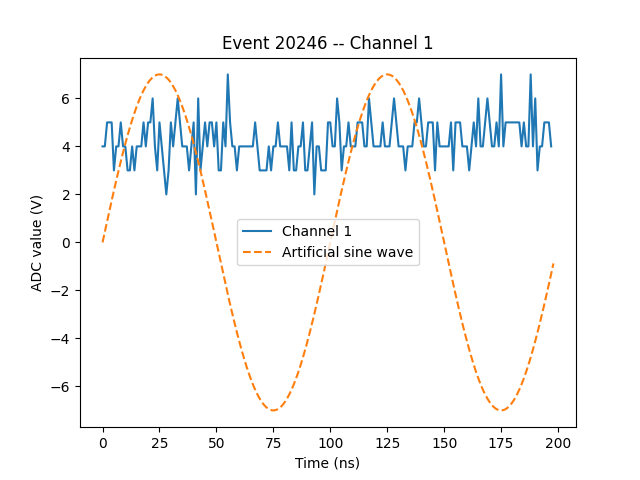 Event 20246 -- Channel 1
ADC value (V)
6
4
2
0
−2
−4
−6
Channel 1
Artificial sine wave
0 25 50 75 100 125 150 175 200
Time (ns)